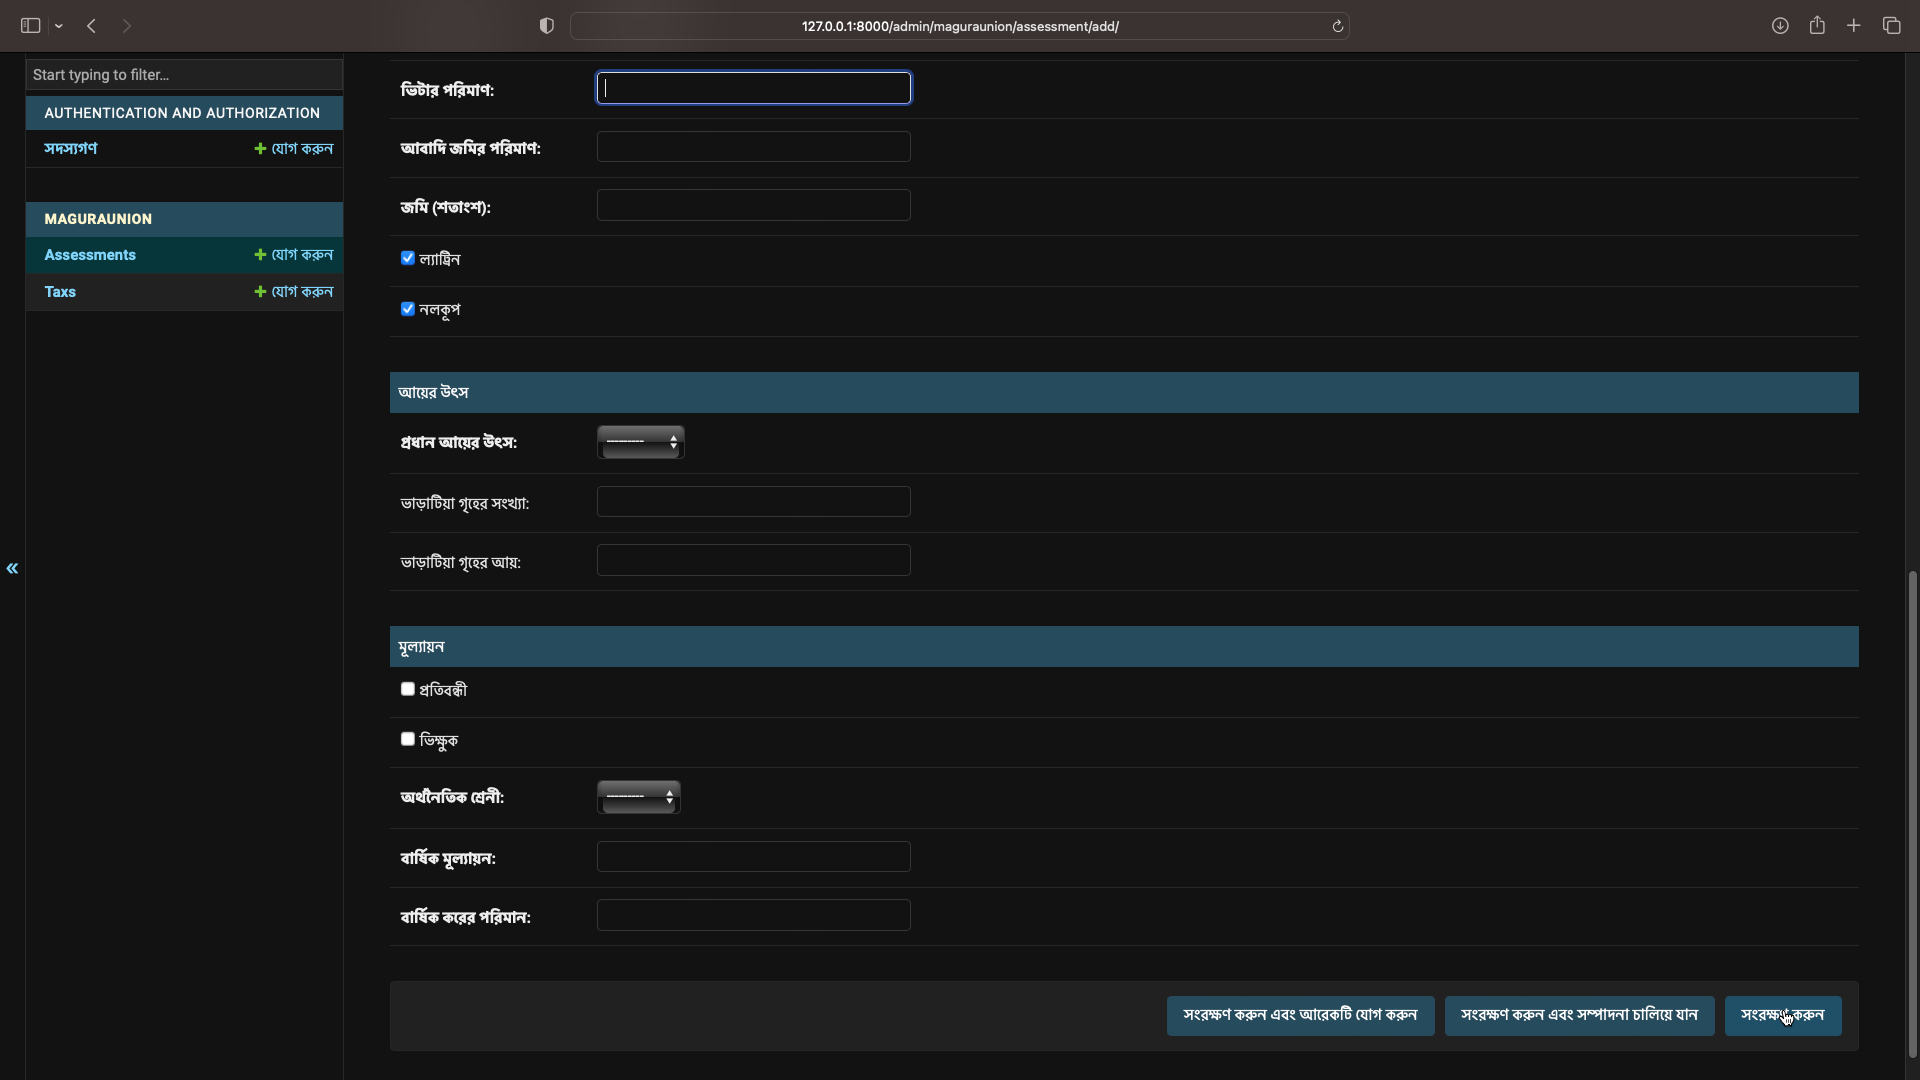 127.0.0.1:8000/admin/maguraunion/assessment/add/
Start typing to filter...
AUTHENTICATION AND AUTHORIZATION
সদস্যগণ
যোগ করুন
MAGURAUNION
Assessments
যোগ করুন
Taxs
যোগ করুন
ভিটার পরিমাণ:
আবাদি জমির পরিমাণ:
জমি (শতাংশ):
ল্যাট্রিন
নলকূপ
আয়ের উৎস
প্রধান আয়ের উৎস:
---------
ভাড়াটিয়া গৃহের সংখ্যা:
ভাড়াটিয়া গৃহের আয়:
মূল্যায়ন
প্রতিবন্ধী
ভিক্ষুক
অর্থনৈতিক শ্রেনী:
---------
বার্ষিক মূল্যায়ন:
বার্ষিক করের পরিমান:
সংরক্ষণ করুন এবং আরেকটি যোগ করুন
সংরক্ষণ করুন এবং সম্পাদনা চালিয়ে যান
সংরক্ষণ করুন